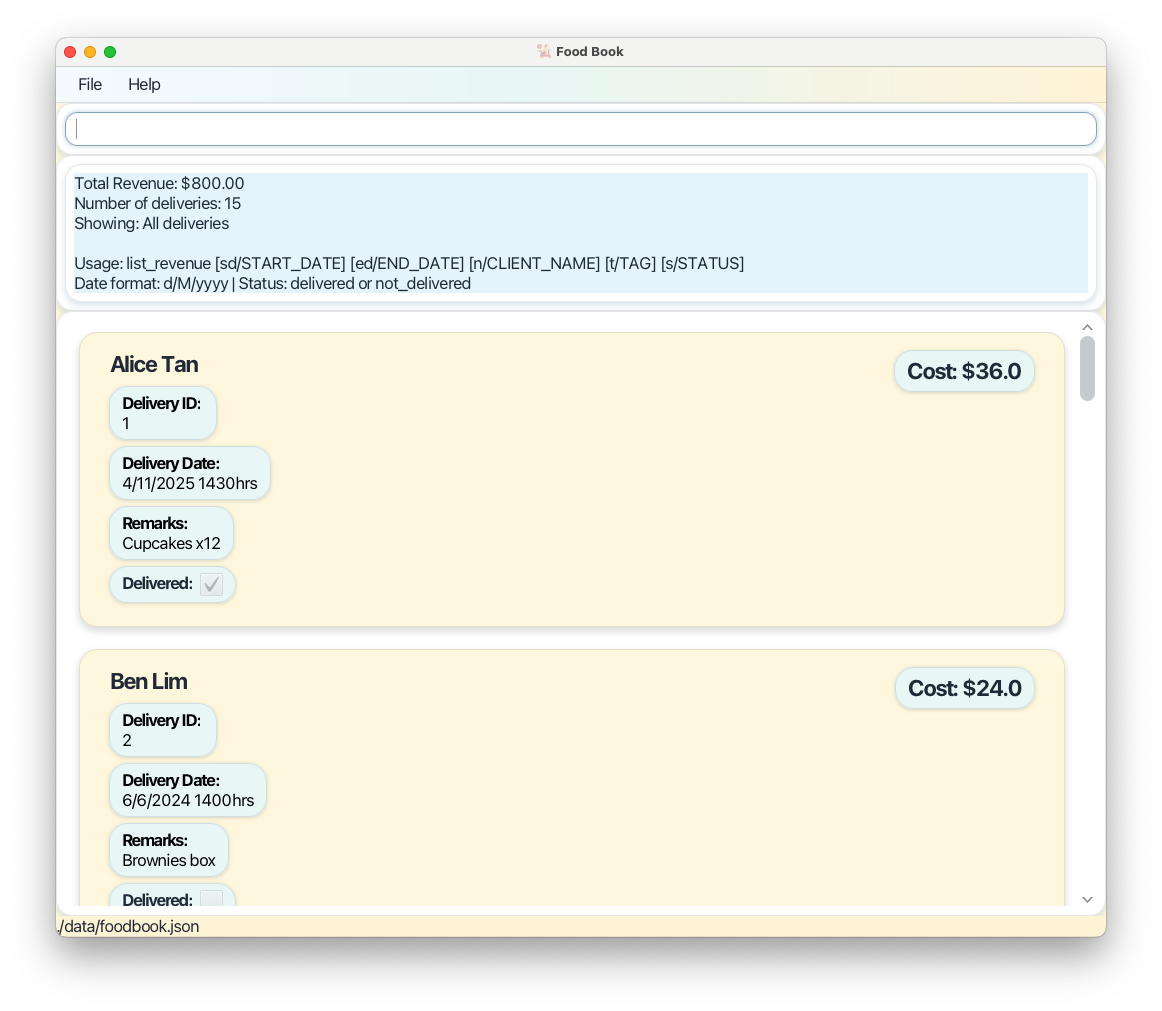 Food Book
File Help
Total Revenue: $800.00
Number of deliveries: 15
Showing: All deliveries
Usage: list_revenue [sd/START_DATE] [ed/END_DATE] [n/CLIENT_NAME] [t/TAG] [s/STATUS]
Date format: d/M/yyyy | Status: delivered or not_delivered
Alice Tan
Cost: $36.0
Delivery ID:
1
Delivery Date:
4/11/2025 1430hrs
Remarks:
Cupcakes x12
Delivered:
Ben Lim
Cost: $24.0
Delivery ID:
2
Delivery Date:
6/6/2024 1400hrs
Remarks:
Brownies box
Delivered:
./data/foodbook.json